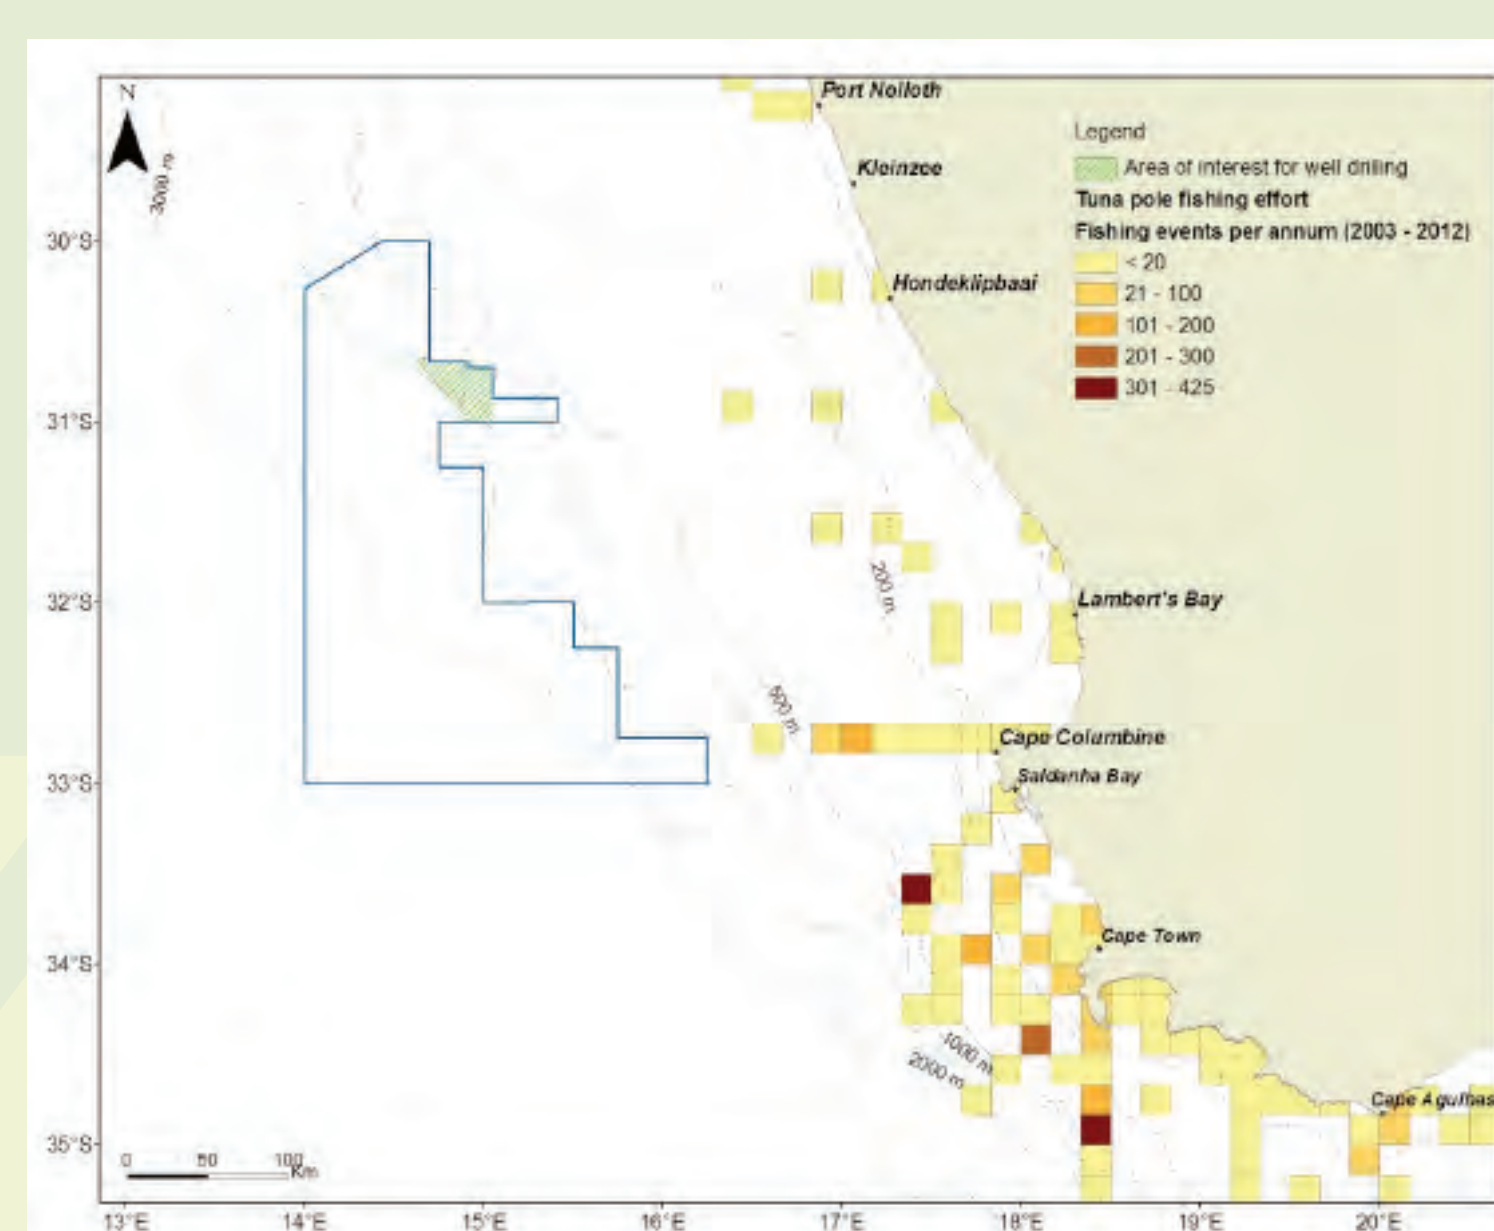 N
3000 m
Port Nolloth
Kleinzee
Hondeklipbaai
Legend
Area of interest for well drilling
Tuna pole fishing effort
Fishing events per annum (2003 - 2012)
< 20
21 - 100
101 - 200
201 - 300
301 - 425
30°S
31°S
32°S
33°S
34°S
35°S
200 m
Lambert's Bay
500 m
Cape Columbine
Saldanha Bay
Cape Town
1000 m
2000 m
Cape Agulhas
0 50 100
Km
13°E 14°E 15°E 16°E 17°E 18°E 19°E 20°E